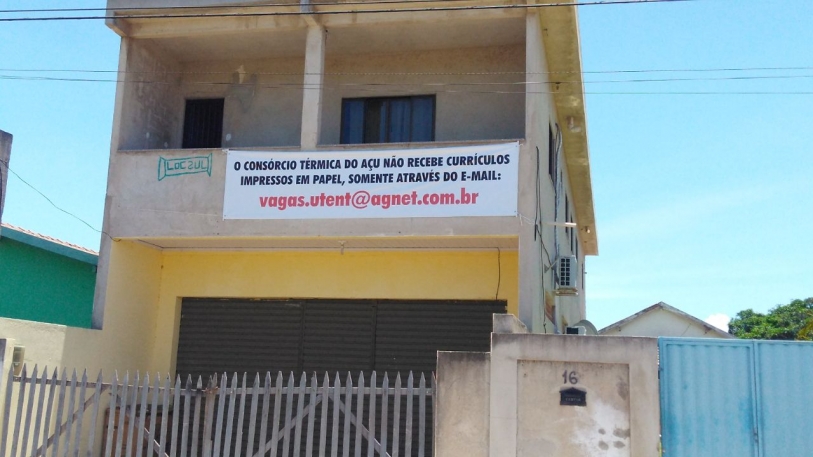 LOCZUL
O CONSÓRCIO TÉRMICA DO AÇU NÃO RECEBE CURRÍCULOS
IMPRESSOS EM PAPEL, SOMENTE ATRAVÉS DO E-MAIL:
vagas.utent@agnet.com.br
16